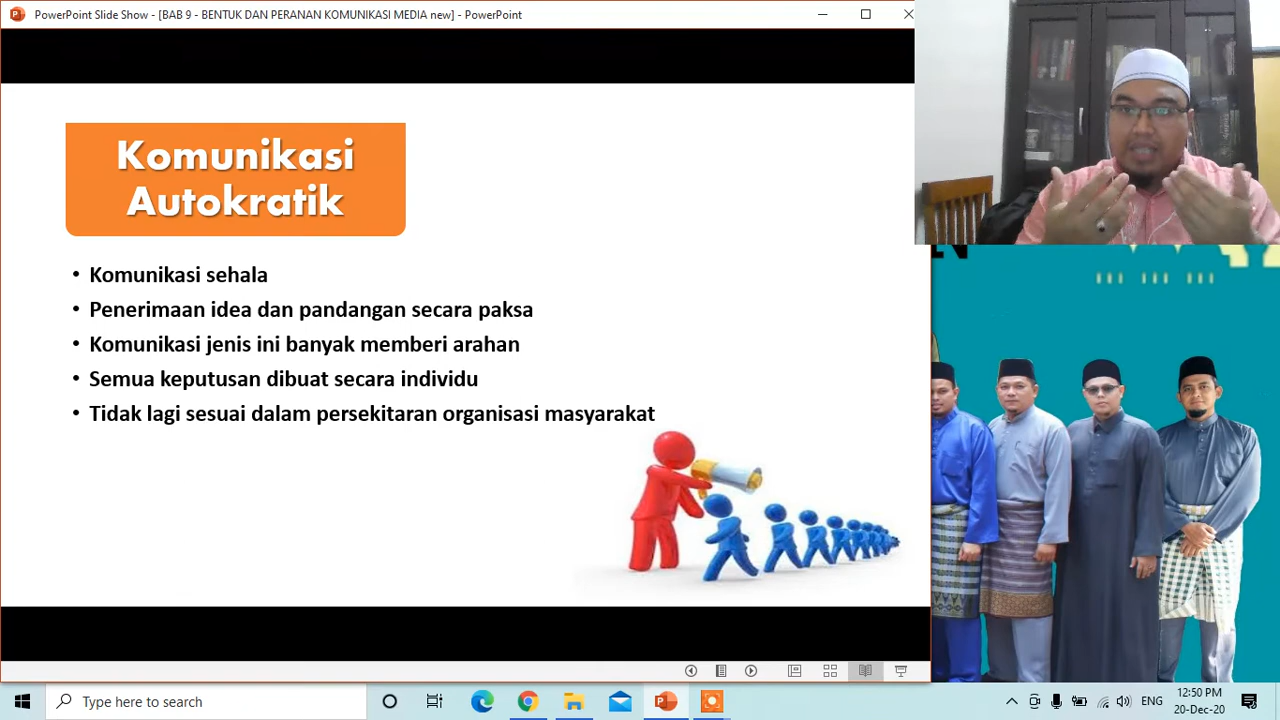 PowerPoint Slide Show - [BAB 9 - BENTUK DAN PERANAN KOMUNIKASI MEDIA new] - PowerPoint
Komunikasi
Autokratik
• Komunikasi sehala
• Penerimaan idea dan pandangan secara paksa
• Komunikasi jenis ini banyak memberi arahan
• Semua keputusan dibuat secara individu
• Tidak lagi sesuai dalam persekitaran organisasi masyarakat
Type here to search
ENG
12:50 PM
20-Dec-20